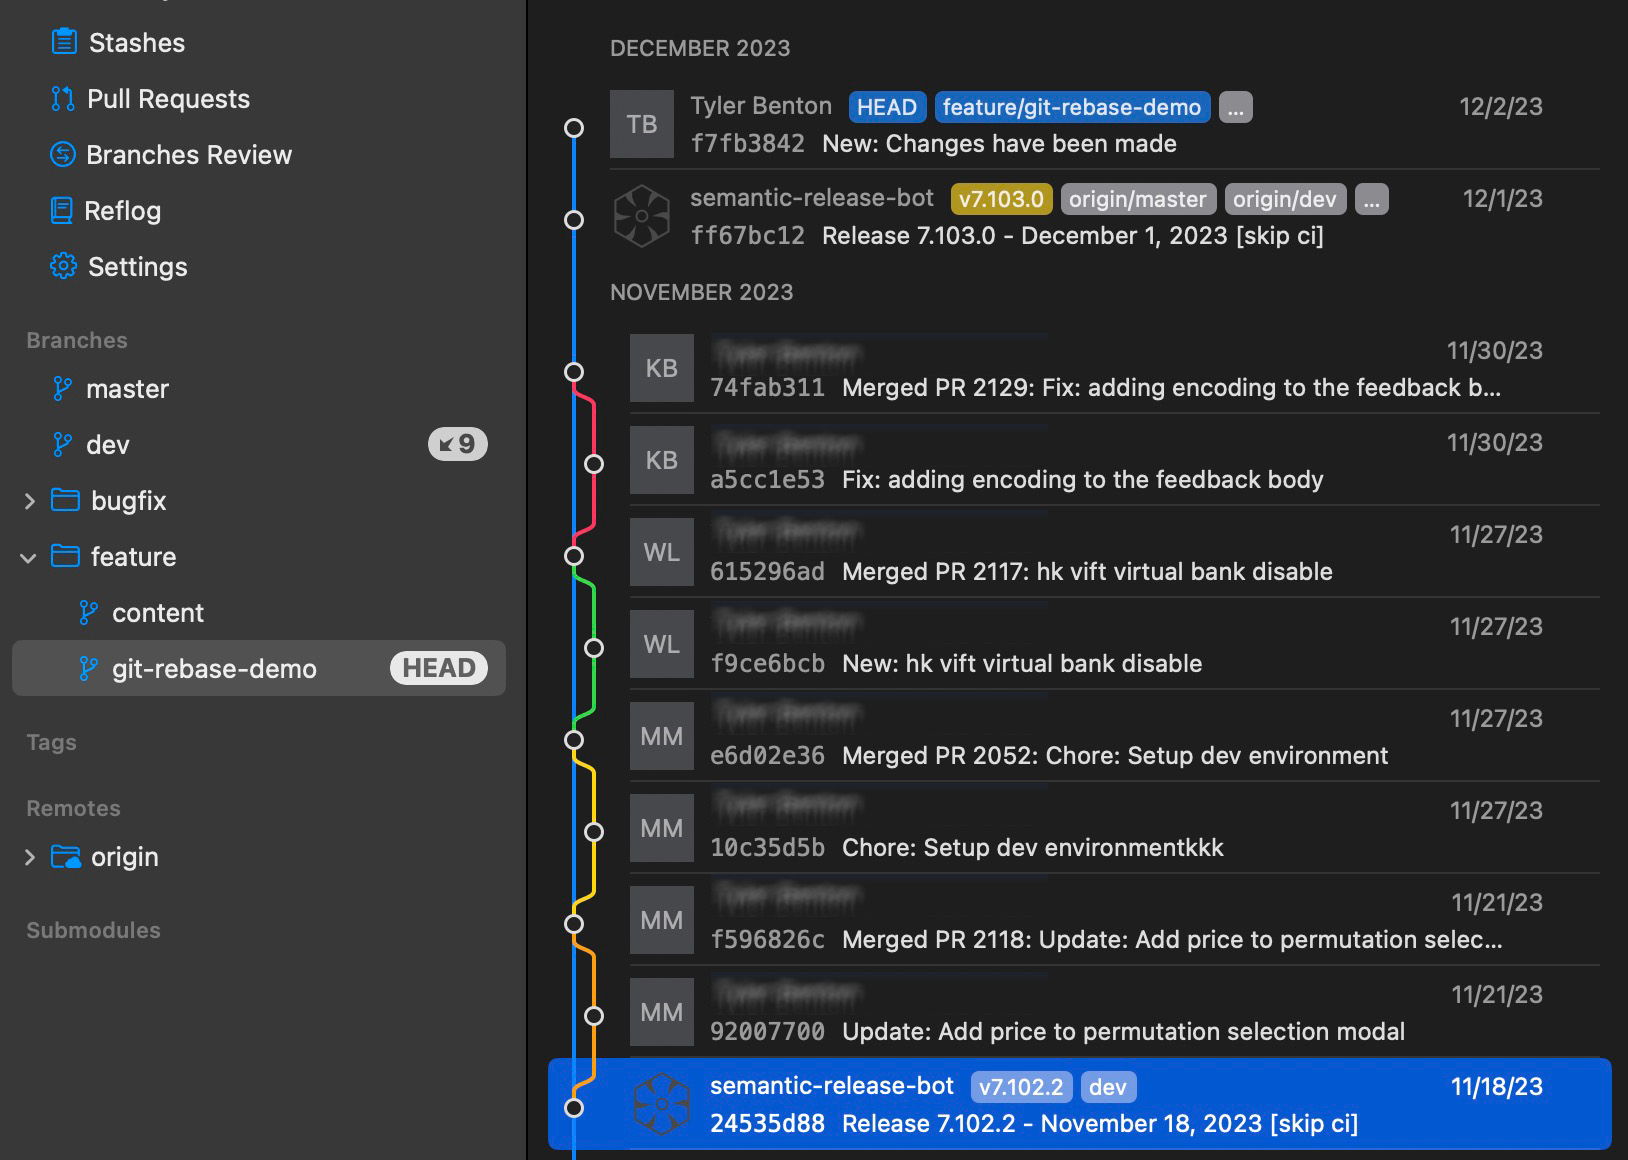 Stashes
Pull Requests
Branches Review
Reflog
Settings
Branches
master
dev 9
bugfix
feature
content
git-rebase-demo HEAD
Tags
Remotes
origin
Submodules
DECEMBER 2023
TB
Tyler Benton HEAD feature/git-rebase-demo ... 12/2/23
f7fb3842 New: Changes have been made
semantic-release-bot v7.103.0 origin/master origin/dev ... 12/1/23
ff67bc12 Release 7.103.0 - December 1, 2023 [skip ci]
NOVEMBER 2023
KB 11/30/23
74fab311 Merged PR 2129: Fix: adding encoding to the feedback b...
KB 11/30/23
a5cc1e53 Fix: adding encoding to the feedback body
WL 11/27/23
615296ad Merged PR 2117: hk vift virtual bank disable
WL 11/27/23
f9ce6bcb New: hk vift virtual bank disable
MM 11/27/23
e6d02e36 Merged PR 2052: Chore: Setup dev environment
MM 11/27/23
10c35d5b Chore: Setup dev environmentkkk
MM 11/21/23
f596826c Merged PR 2118: Update: Add price to permutation selec...
MM 11/21/23
92007700 Update: Add price to permutation selection modal
semantic-release-bot v7.102.2 dev 11/18/23
24535d88 Release 7.102.2 - November 18, 2023 [skip ci]